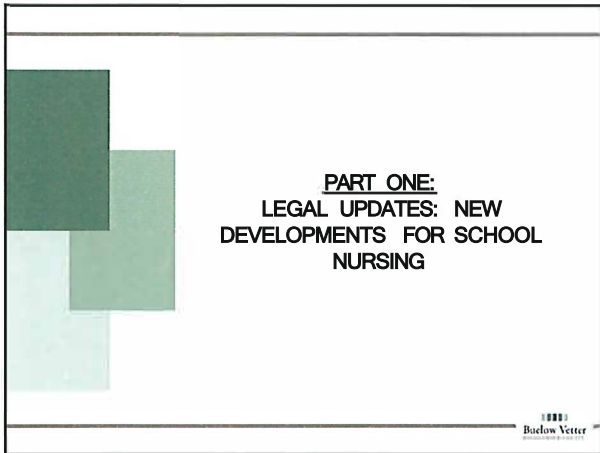 PART ONE:
LEGAL UPDATES: NEW
DEVELOPMENTS FOR SCHOOL
NURSING
Buelow Vetter